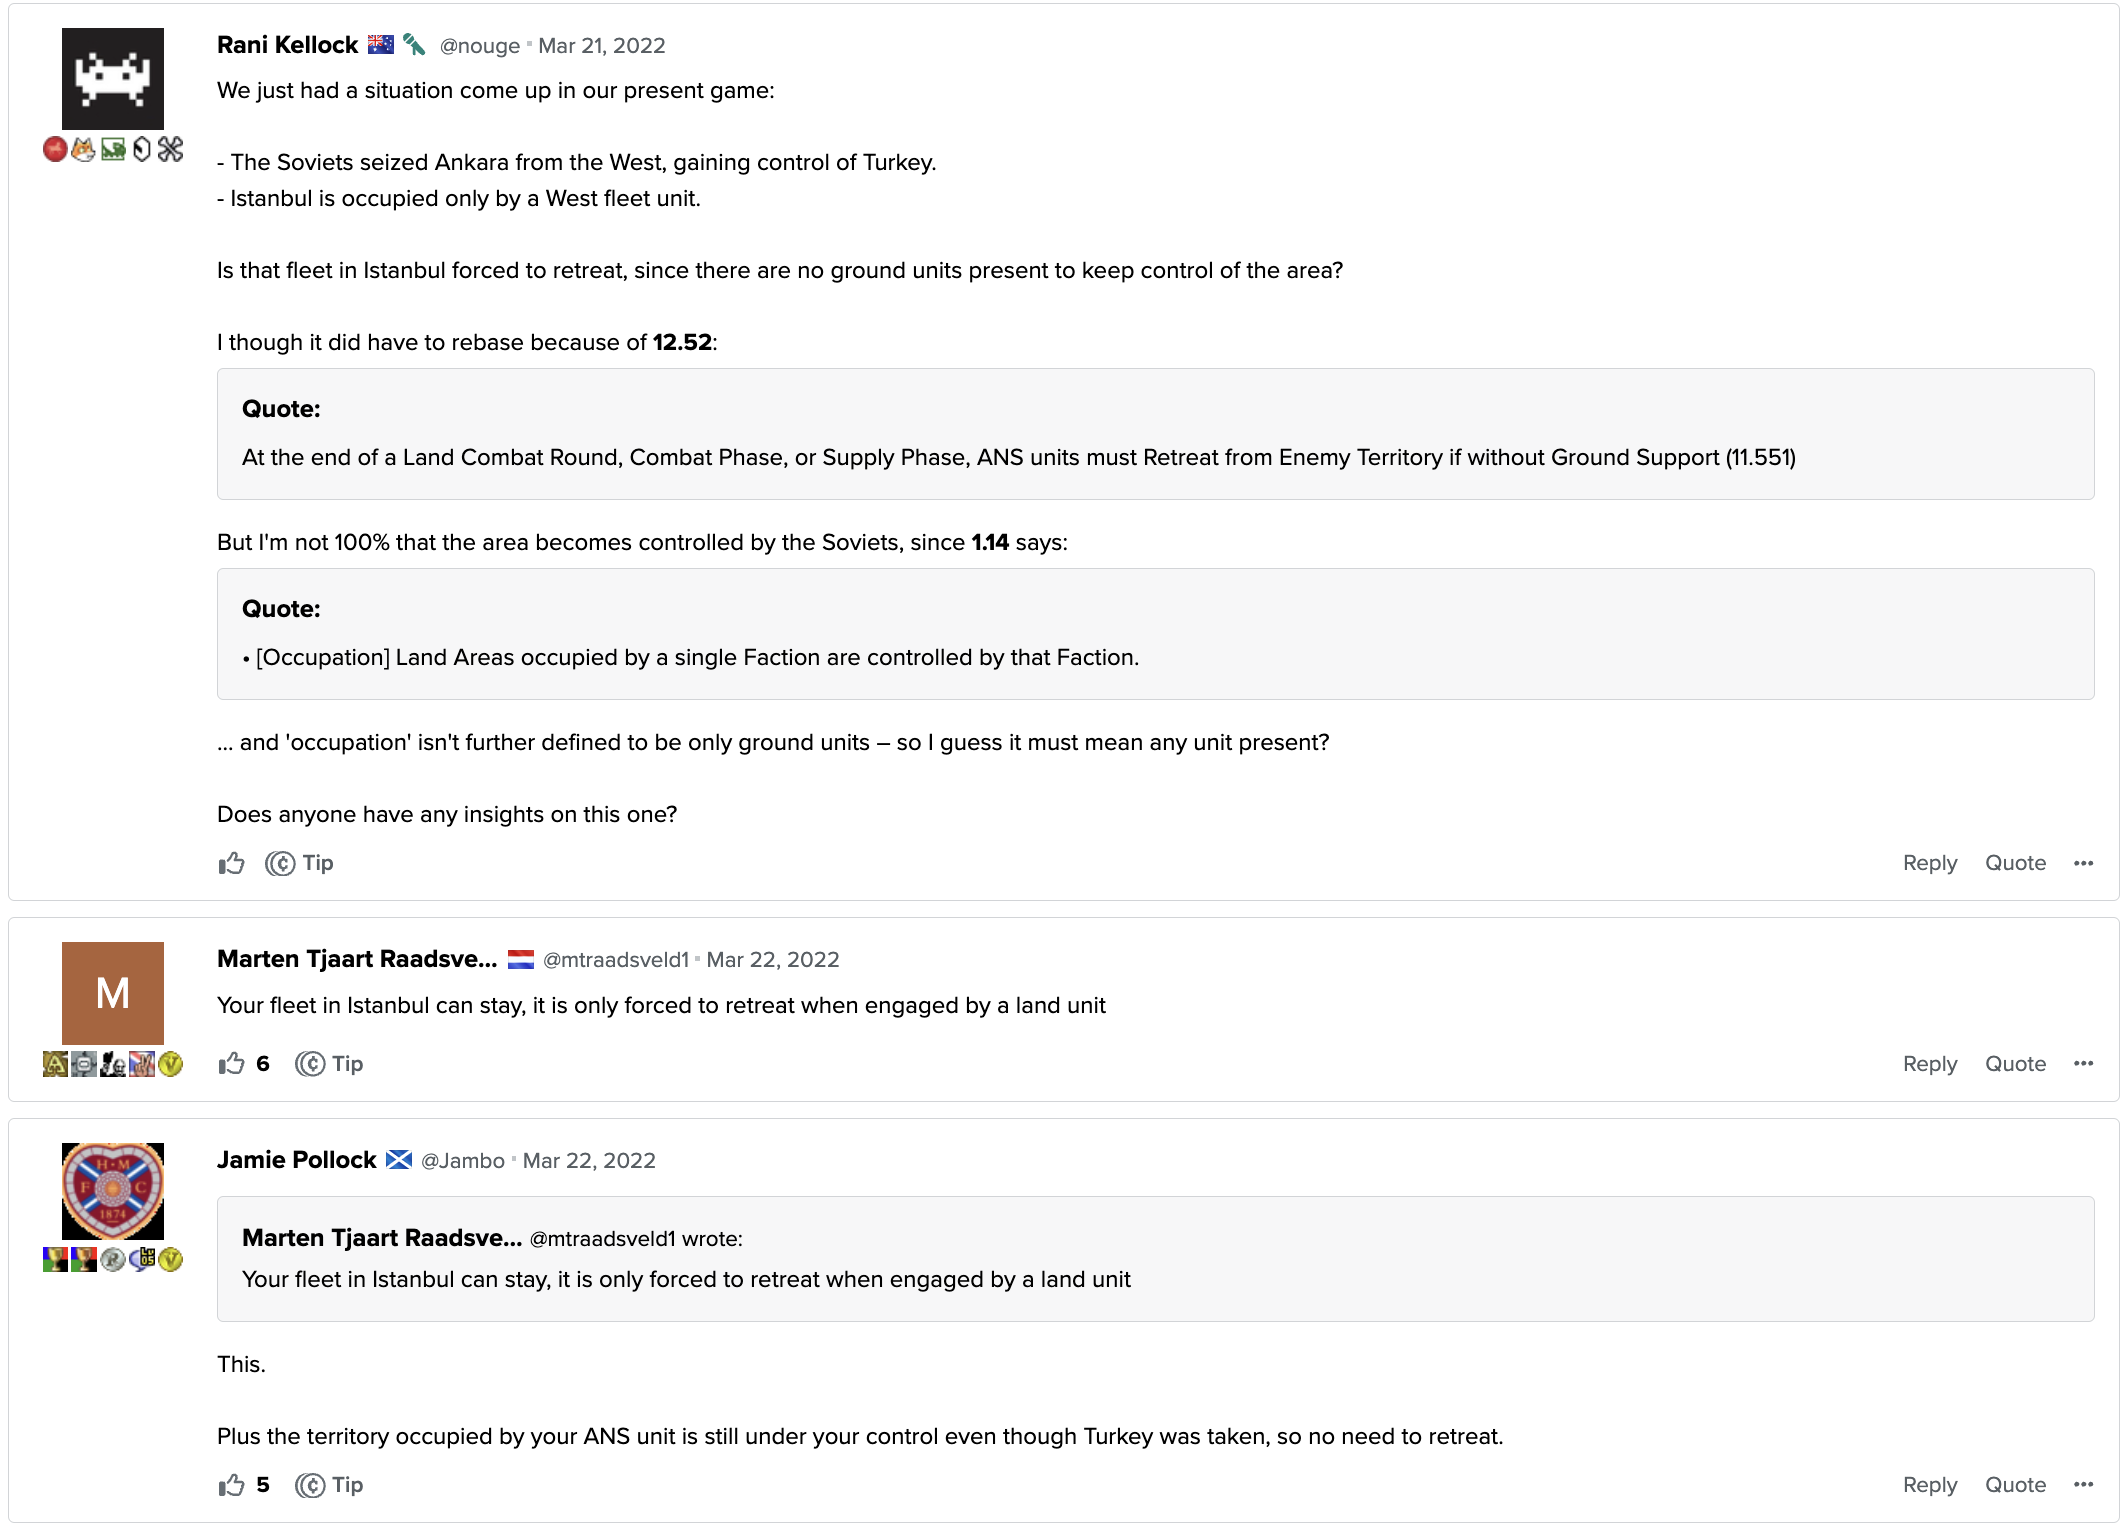 Rani Kellock @nouge Mar 21, 2022
We just had a situation come up in our present game:
- The Soviets seized Ankara from the West, gaining control of Turkey.
- Istanbul is occupied only by a West fleet unit.
Is that fleet in Istanbul forced to retreat, since there are no ground units present to keep control of the area?
I though it did have to rebase because of 12.52:
Quote:
At the end of a Land Combat Round, Combat Phase, or Supply Phase, ANS units must Retreat from Enemy Territory if without Ground Support (11.551)
But I'm not 100% that the area becomes controlled by the Soviets, since 1.14 says:
Quote:
• [Occupation] Land Areas occupied by a single Faction are controlled by that Faction.
... and 'occupation' isn't further defined to be only ground units – so I guess it must mean any unit present?
Does anyone have any insights on this one?
Tip Reply Quote
M
Marten Tjaart Raadsve... @mtraadsveld1 Mar 22, 2022
Your fleet in Istanbul can stay, it is only forced to retreat when engaged by a land unit
6 Tip Reply Quote
H M
F C
1874
Jamie Pollock @Jambo Mar 22, 2022
Marten Tjaart Raadsve... @mtraadsveld1 wrote:
Your fleet in Istanbul can stay, it is only forced to retreat when engaged by a land unit
This.
Plus the territory occupied by your ANS unit is still under your control even though Turkey was taken, so no need to retreat.
5 Tip Reply Quote